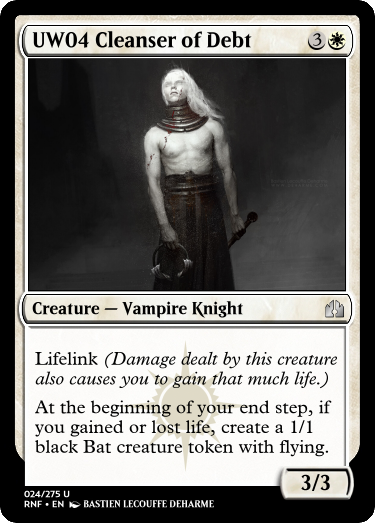 UW04 Cleanser of Debt 3
Creature — Vampire Knight
Lifelink (Damage dealt by this creature
also causes you to gain that much life.)
At the beginning of your end step, if
you gained or lost life, create a 1/1
black Bat creature token with flying.
3/3
024/275 U
RNF • EN BASTIEN LECOUFFE DEHARME